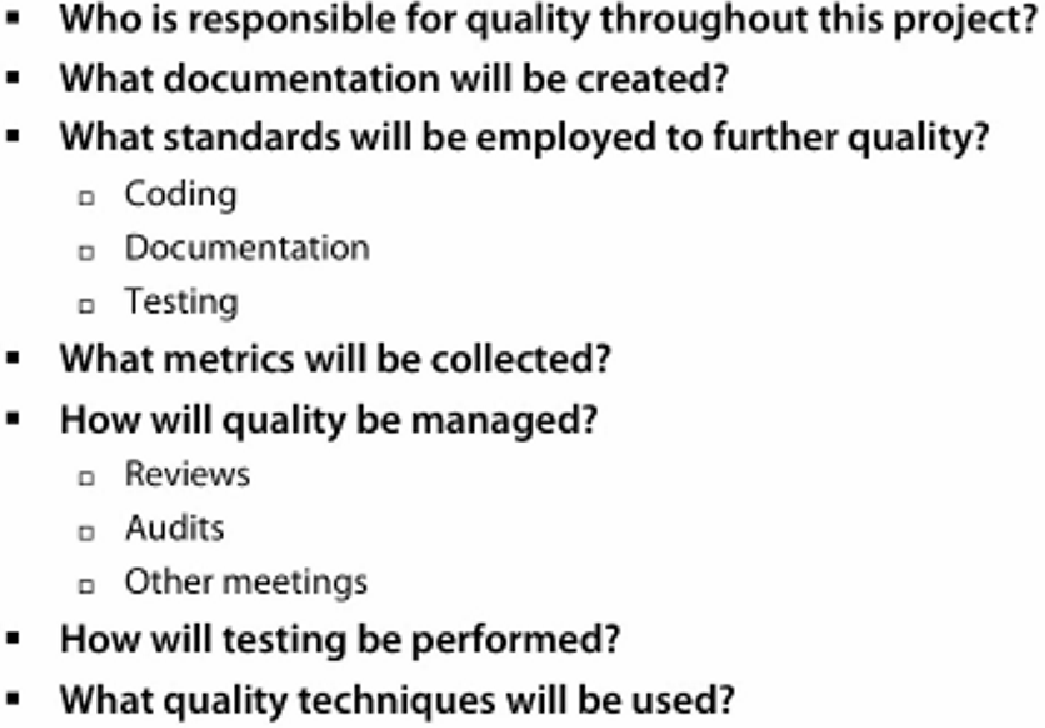 ▪ Who is responsible for quality throughout this project?
▪ What documentation will be created?
▪ What standards will be employed to further quality?
▫ Coding
▫ Documentation
▫ Testing
▪ What metrics will be collected?
▪ How will quality be managed?
▫ Reviews
▫ Audits
▫ Other meetings
▪ How will testing be performed?
▪ What quality techniques will be used?